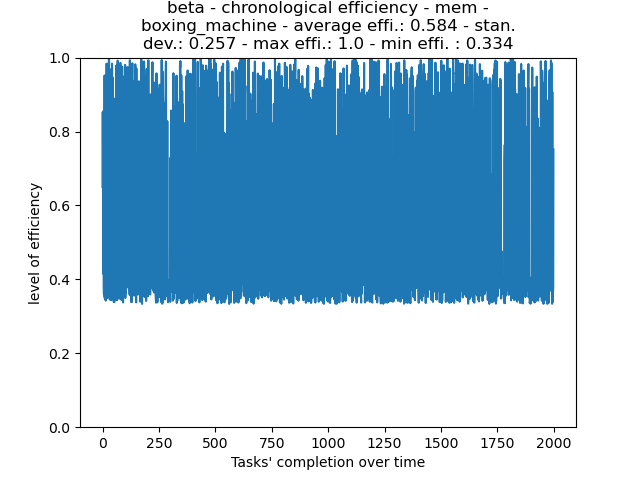 beta - chronological efficiency - mem -
boxing_machine - average effi.: 0.584 - stan.
dev.: 0.257 - max effi.: 1.0 - min effi. : 0.334
1.0
0.8
0.6
0.4
0.2
0.0
level of efficiency
0 250 500 750 1000 1250 1500 1750 2000
Tasks' completion over time